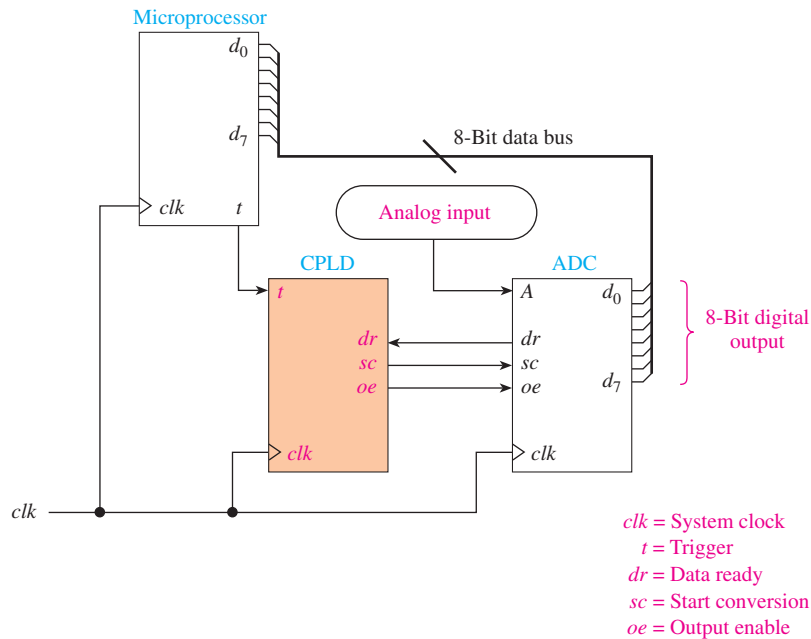 Microprocessor
d0
d7
clk
t
8-Bit data bus
Analog input
CPLD
t
dr
sc
oe
clk
ADC
A
d0
dr
sc
oe
d7
clk
8-Bit digital
output
clk
clk = System clock
t = Trigger
dr = Data ready
sc = Start conversion
oe = Output enable